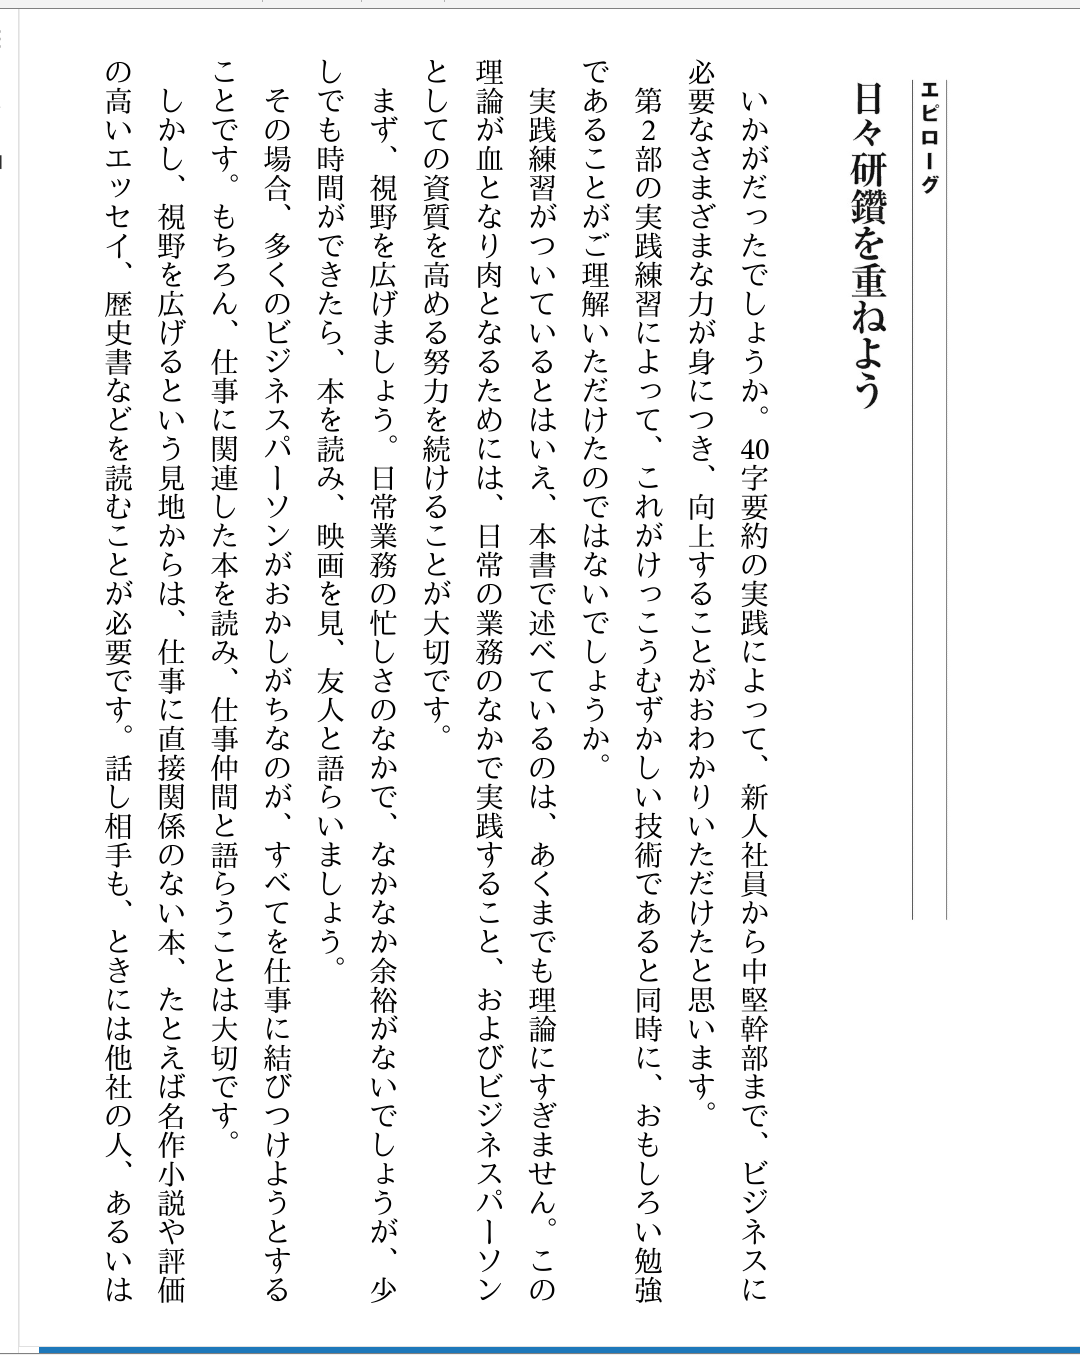 エピローグ
日々研鑽を重ねよう
いかがだったでしょうか。40字要約の実践によって、新人社員から中堅幹部まで、ビジネスに
必要なさまざまな力が身につき、向上することがおわかりいただけたと思います。
第2部の実践練習によって、これがけっこうむずかしい技術であると同時に、おもしろい勉強
であることがご理解いただけたのではないでしょうか。
実践練習がついているとはいえ、本書で述べているのは、あくまでも理論にすぎません。この
理論が血となり肉となるためには、日常の業務のなかで実践すること、およびビジネスパーソン
としての資質を高める努力を続けることが大切です。
まず、視野を広げましょう。日常業務の忙しさのなかで、なかなか余裕がないでしょうが、少
しでも時間ができたら、本を読み、映画を見、友人と語らいましょう。
その場合、多くのビジネスパーソンがおかしがちなのが、すべてを仕事に結びつけようとする
ことです。もちろん、仕事に関連した本を読み、仕事仲間と語らうことは大切です。
しかし、視野を広げるという見地からは、仕事に直接関係のない本、たとえば名作小説や評価
の高いエッセイ、歴史書などを読むことが必要です。話し相手も、ときには他社の人、あるいは